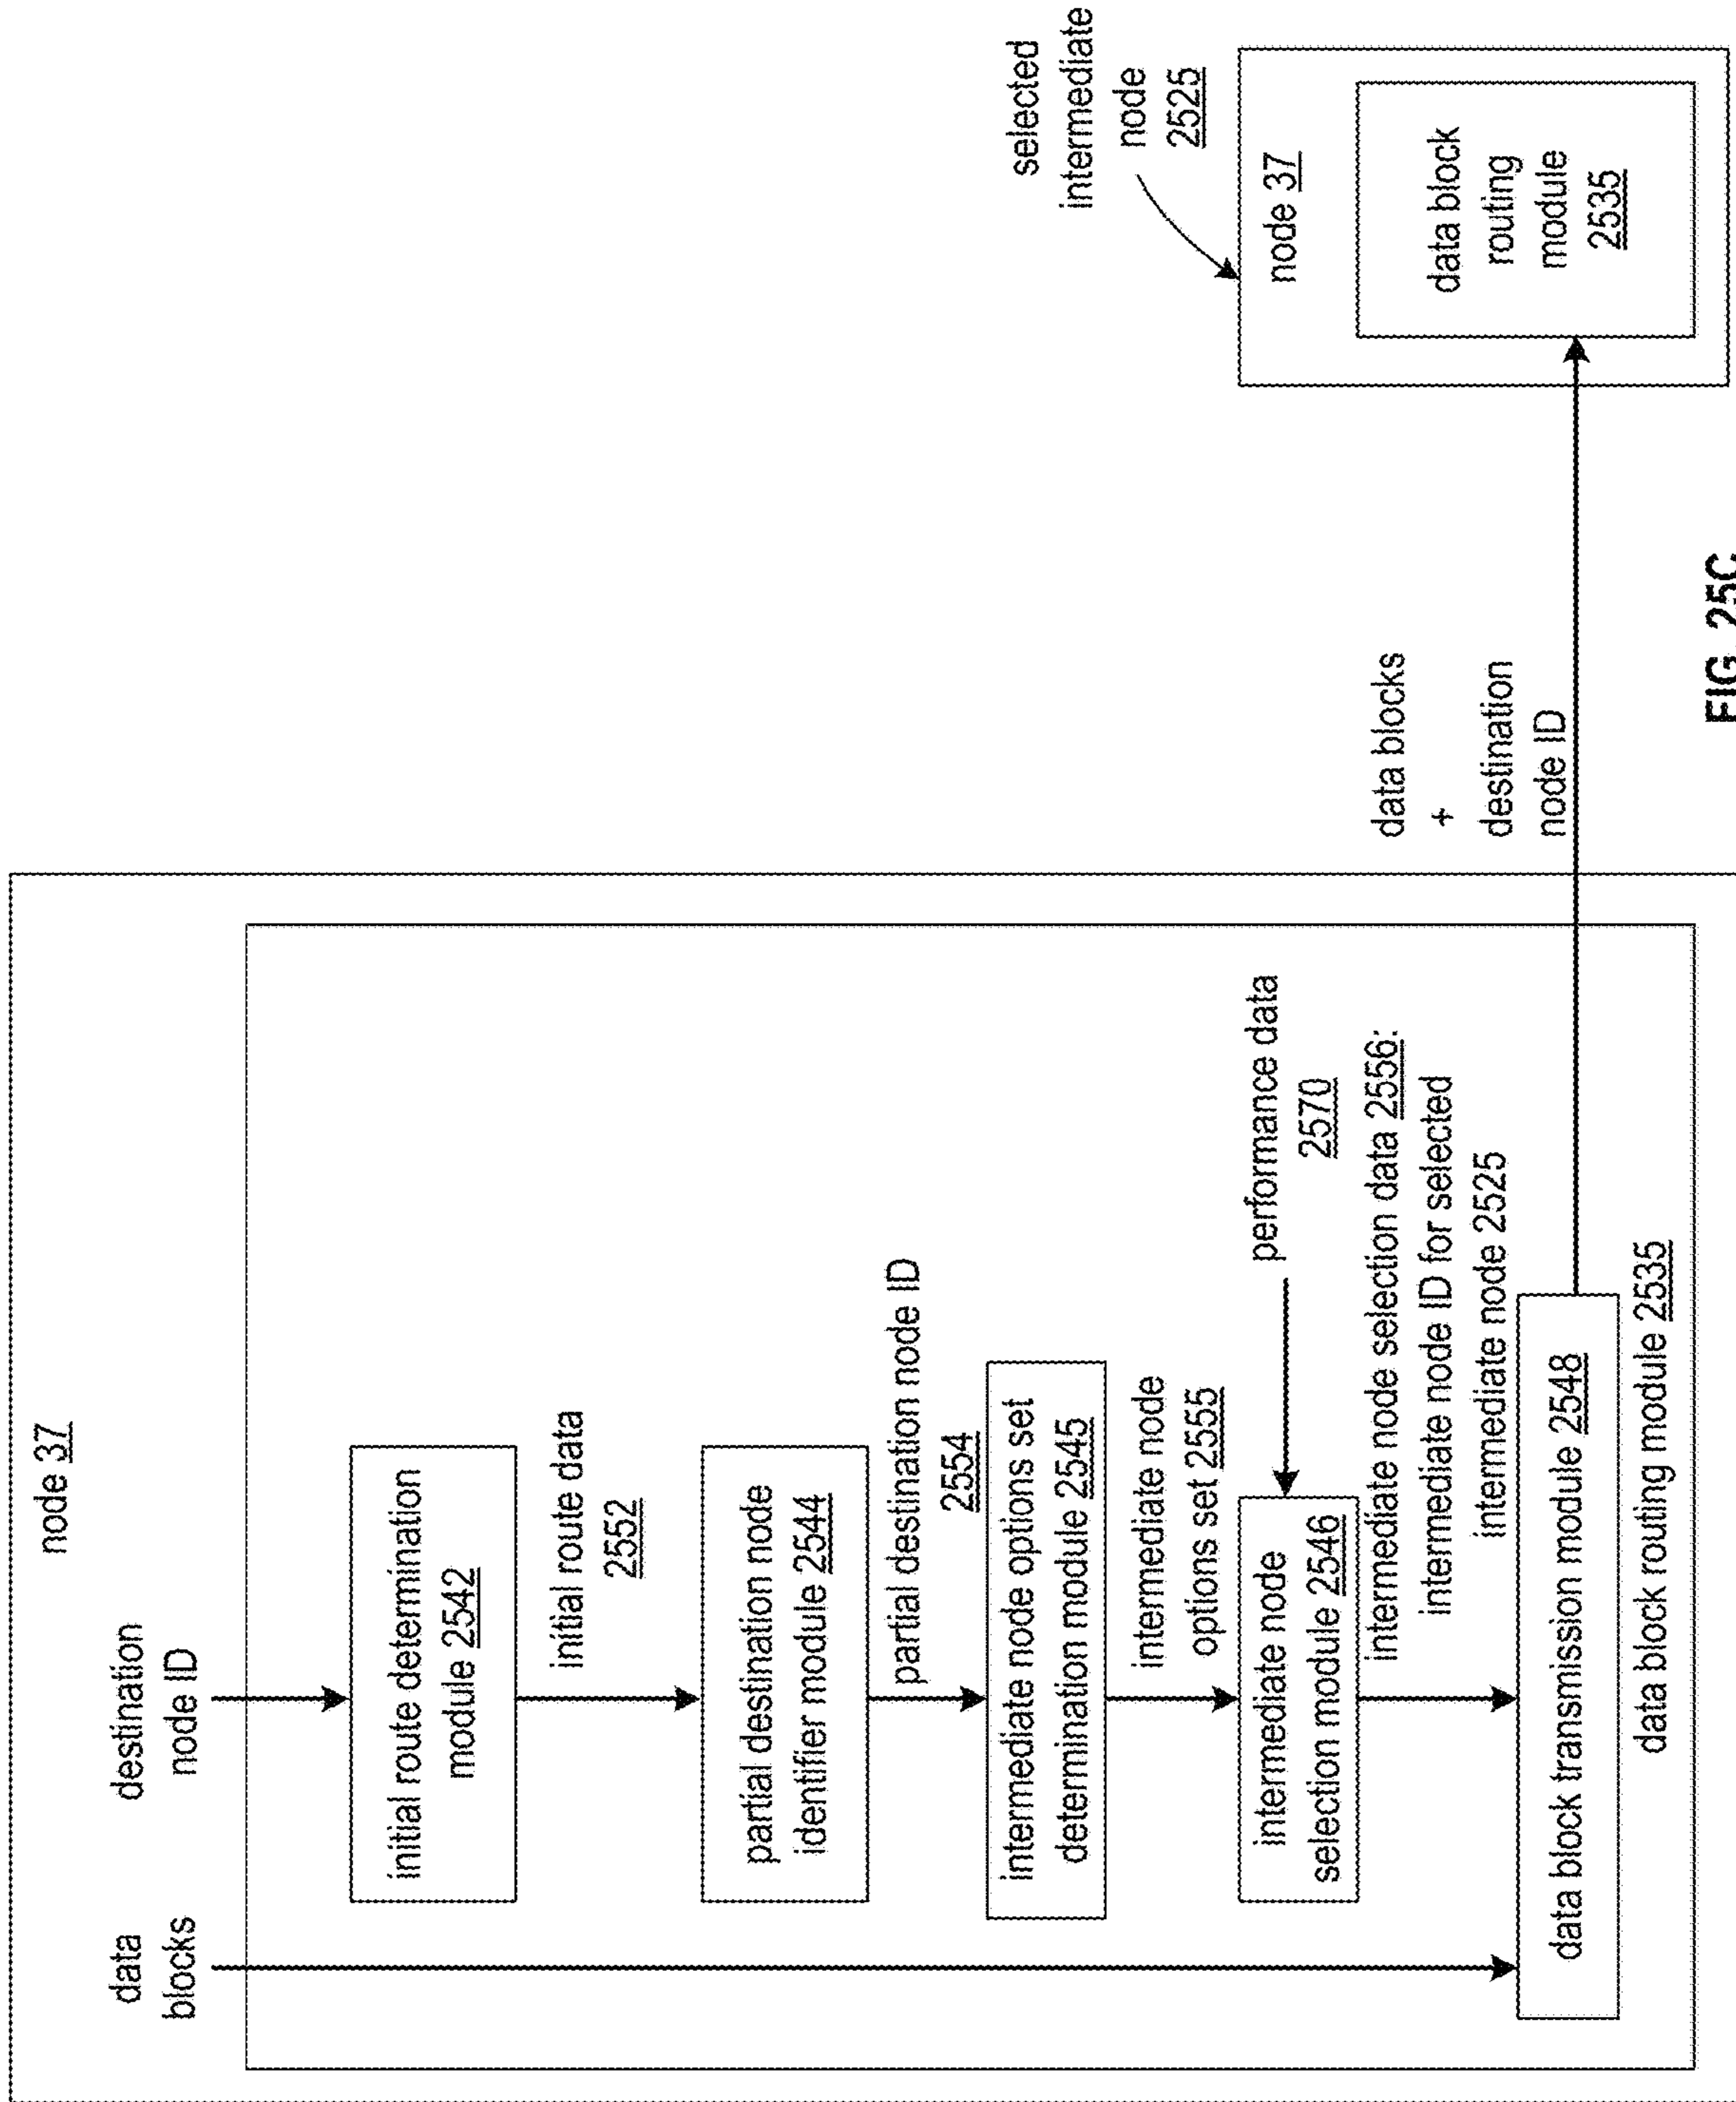 node 37
data
blocks
destination
node ID
initial route determination
module 2542
initial route data
2552
partial destination node
identifier module 2544
partial destination node ID
2554
intermediate node options set
determination module 2545
intermediate node
options set 2555
intermediate node
selection module 2546
performance data
2570
intermediate node selection data 2556:
intermediate node ID for selected
intermediate node 2525
data block transmission module 2548
data block routing module 2535
data blocks
+
destination
node ID
selected
intermediate
node
2525
node 37
data block
routing
module
2535
FIG. 25C